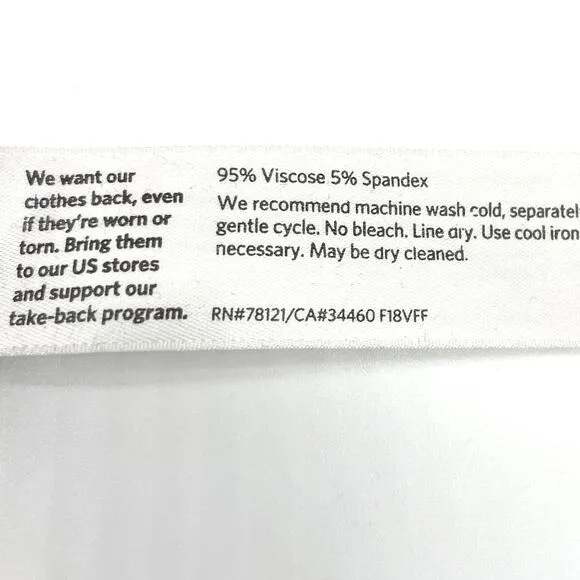 We want our
clothes back, even
if they're worn or
torn. Bring them
to our US stores
and support our
take-back program.
95% Viscose 5% Spandex
We recommend machine wash cold, separatel
gentle cycle. No bleach. Line dry. Use cool iron
necessary. May be dry cleaned.
RN#78121/CA#34460 F18VFF